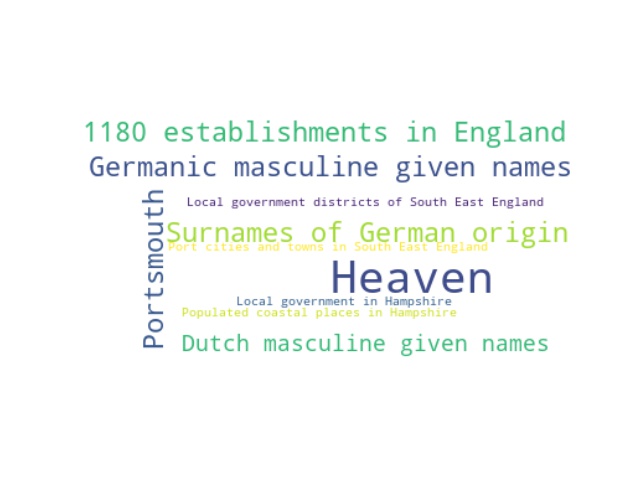 1180 establishments in England
Germanic masculine given names
Portsmouth
Local government districts of South East England
Surnames of German origin
Port cities and towns in South East England
Heaven
Local government in Hampshire
Populated coastal places in Hampshire
Dutch masculine given names